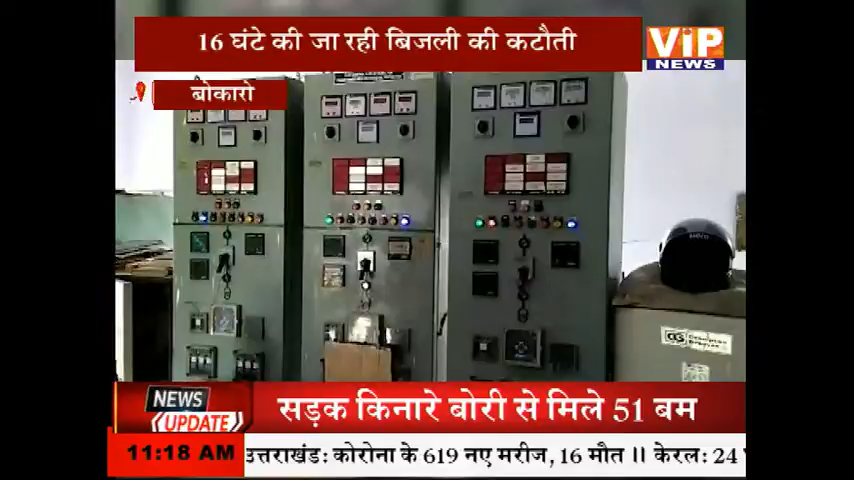 16 घंटे की जा रही बिजली की कटौती
VIP
NEWS
बोकारो
NEWS
UPDATE
सड़क किनारे बोरी से मिले 51 बम
11:18 AM
उत्तराखंड: कोरोना के 619 नए मरीज, 16 मौत || केरल: 24